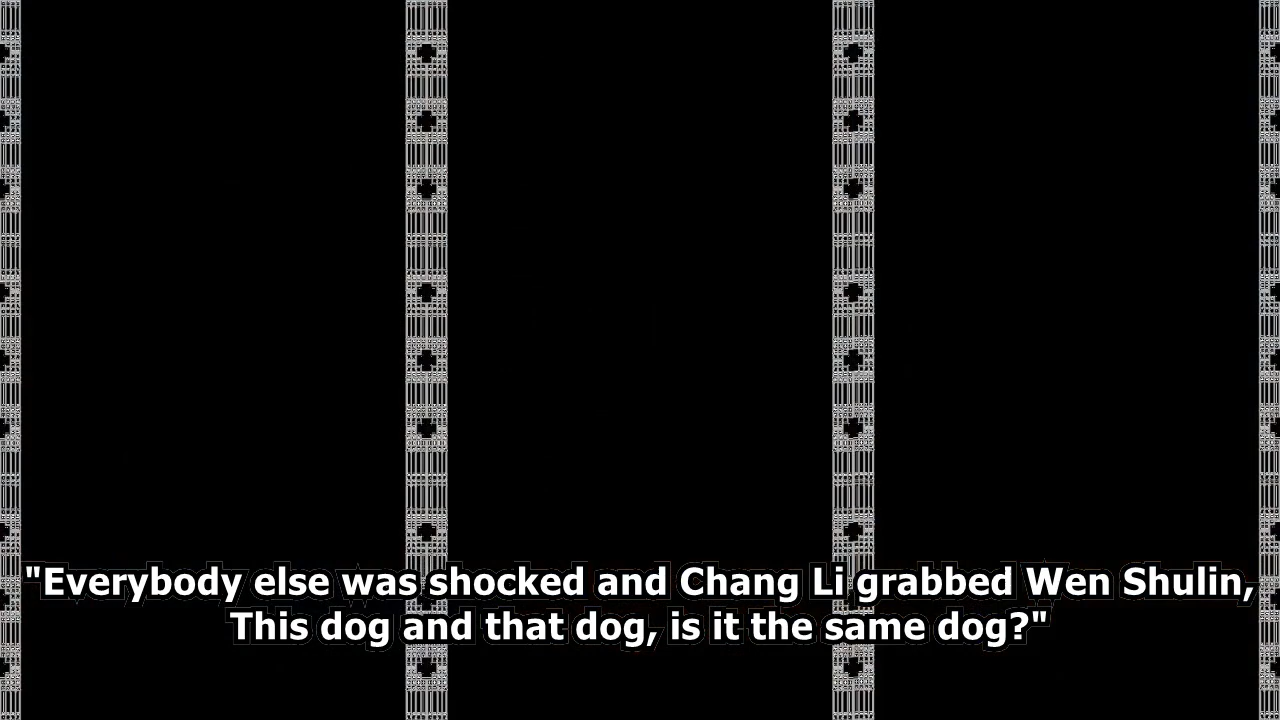 "Everybody else was shocked and Chang Li grabbed Wen Shulin,
This dog and that dog, is it the same dog?"